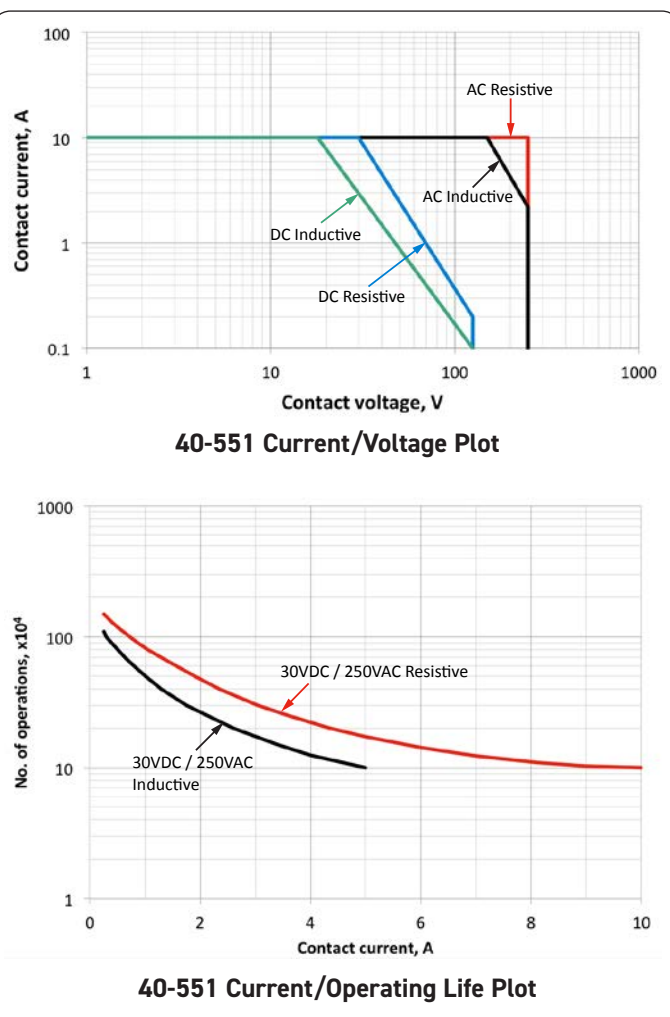 100
10
1
0.1
Contact current, A
AC Resistive
AC Inductive
DC Inductive
DC Resistive
1
10
100
1000
Contact voltage, V
40-551 Current/Voltage Plot
1000
100
10
1
No. of operations, x10⁴
30VDC / 250VAC Resistive
30VDC / 250VAC
Inductive
0
2
4
6
8
10
Contact current, A
40-551 Current/Operating Life Plot